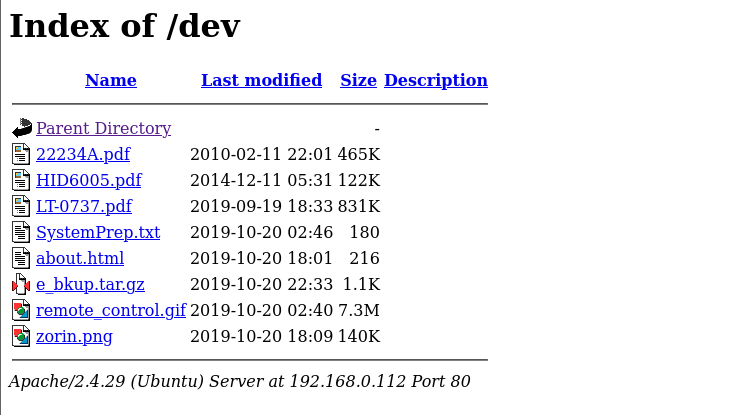 Index of /dev
Name Last modified Size Description
Parent Directory -
22234A.pdf 2010-02-11 22:01 465K
HID6005.pdf 2014-12-11 05:31 122K
LT-0737.pdf 2019-09-19 18:33 831K
SystemPrep.txt 2019-10-20 02:46 180
about.html 2019-10-20 18:01 216
e_bkup.tar.gz 2019-10-20 22:33 1.1K
remote_control.gif 2019-10-20 02:40 7.3M
zorin.png 2019-10-20 18:09 140K
Apache/2.4.29 (Ubuntu) Server at 192.168.0.112 Port 80